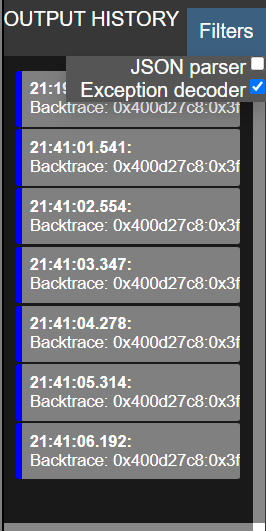 OUTPUT HISTORY
Filters
JSON parser
Exception decoder
21:19
Backtrace: 0x400d27c8:0x3f
21:41:01.541:
Backtrace: 0x400d27c8:0x3f
21:41:02.554:
Backtrace: 0x400d27c8:0x3f
21:41:03.347:
Backtrace: 0x400d27c8:0x3f
21:41:04.278:
Backtrace: 0x400d27c8:0x3f
21:41:05.314:
Backtrace: 0x400d27c8:0x3f
21:41:06.192:
Backtrace: 0x400d27c8:0x3f